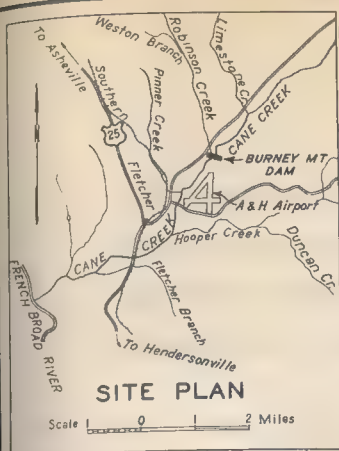 Weston Branch
Robinson Creek
Limestone Cr.
To Asheville
Southern
Pinner Creek
25
CANE CREEK
BURNEY MT.
DAM
Fletcher
4
A & H Airport
CANE CREEK
Hooper Creek
Duncan Cr.
FRENCH BROAD RIVER
Fletcher Branch
To Hendersonville
SITE PLAN
Scale 1 0 1 2 Miles